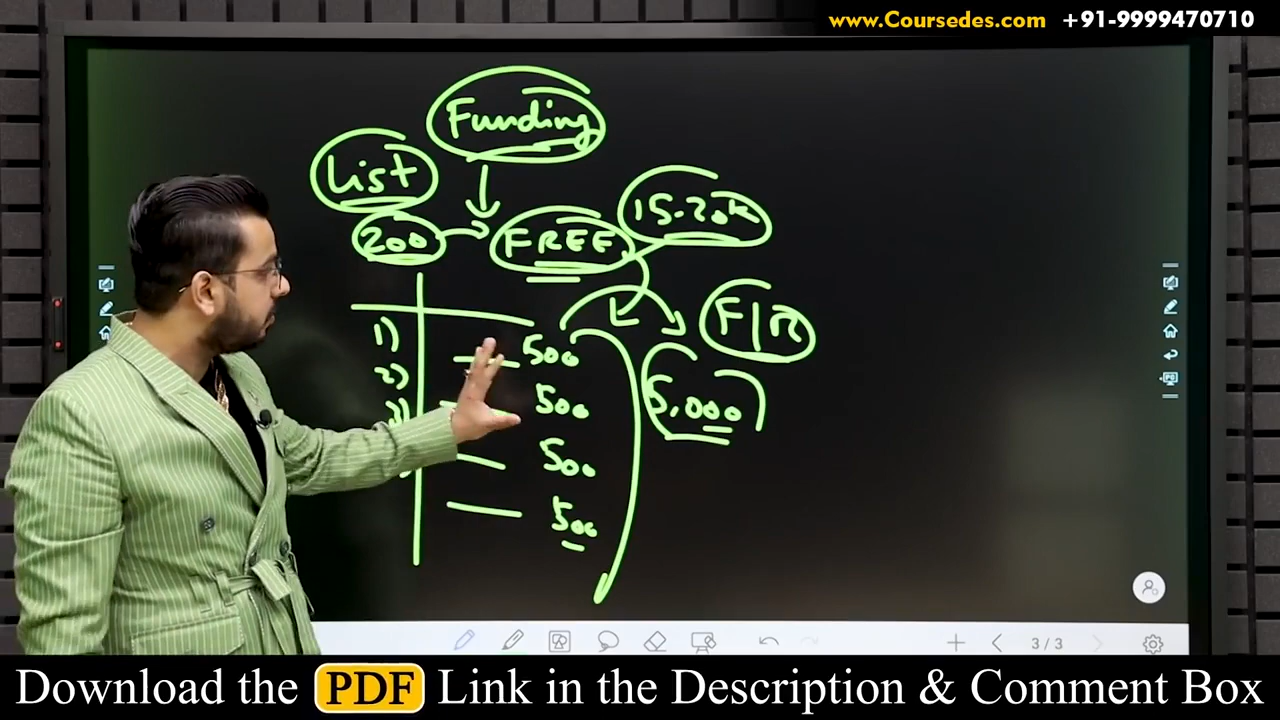 www.Coursedes.com +91-9999470710
Funding
List
200
FREE
15-20k
F/R
1) 500
2) 500
500
500
5,000
3 / 3
Download the PDF Link in the Description & Comment Box